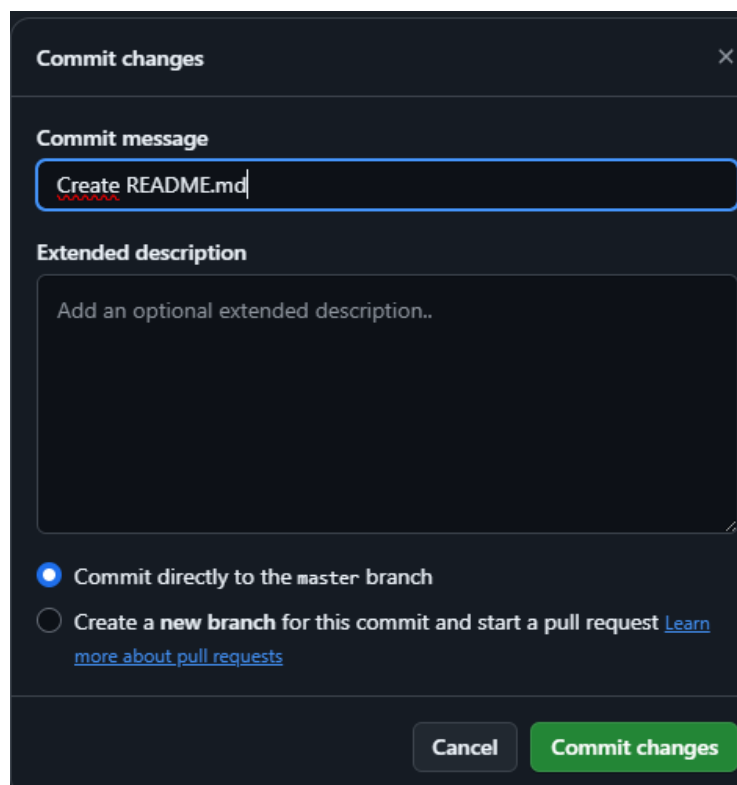 Commit changes
Commit message
Create README.md
Extended description
Add an optional extended description..
Commit directly to the master branch
Create a new branch for this commit and start a pull request Learn
more about pull requests
Cancel Commit changes